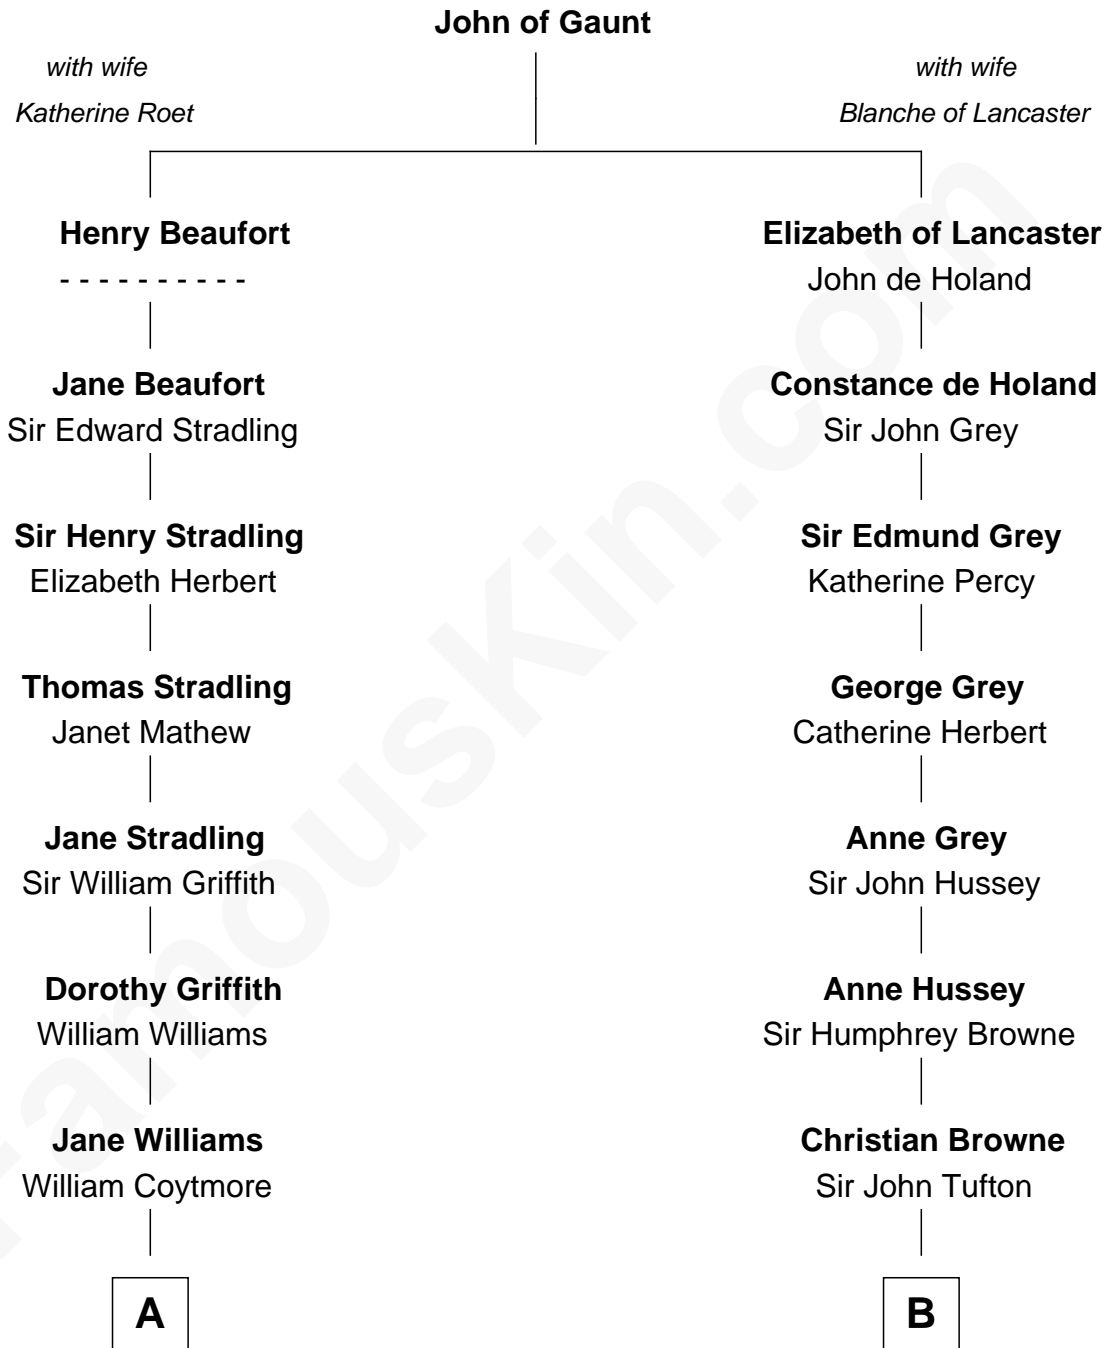 John of Gaunt
with wife
Katherine Roet
with wife
Blanche of Lancaster
Henry Beaufort
- - - - - - - - - -
Jane Beaufort
Sir Edward Stradling
Sir Henry Stradling
Elizabeth Herbert
Thomas Stradling
Janet Mathew
Jane Stradling
Sir William Griffith
Dorothy Griffith
William Williams
Jane Williams
William Coytmore
A
Elizabeth of Lancaster
John de Holand
Constance de Holand
Sir John Grey
Sir Edmund Grey
Katherine Percy
George Grey
Catherine Herbert
Anne Grey
Sir John Hussey
Anne Hussey
Sir Humphrey Browne
Christian Browne
Sir John Tufton
B
FamousKin.com